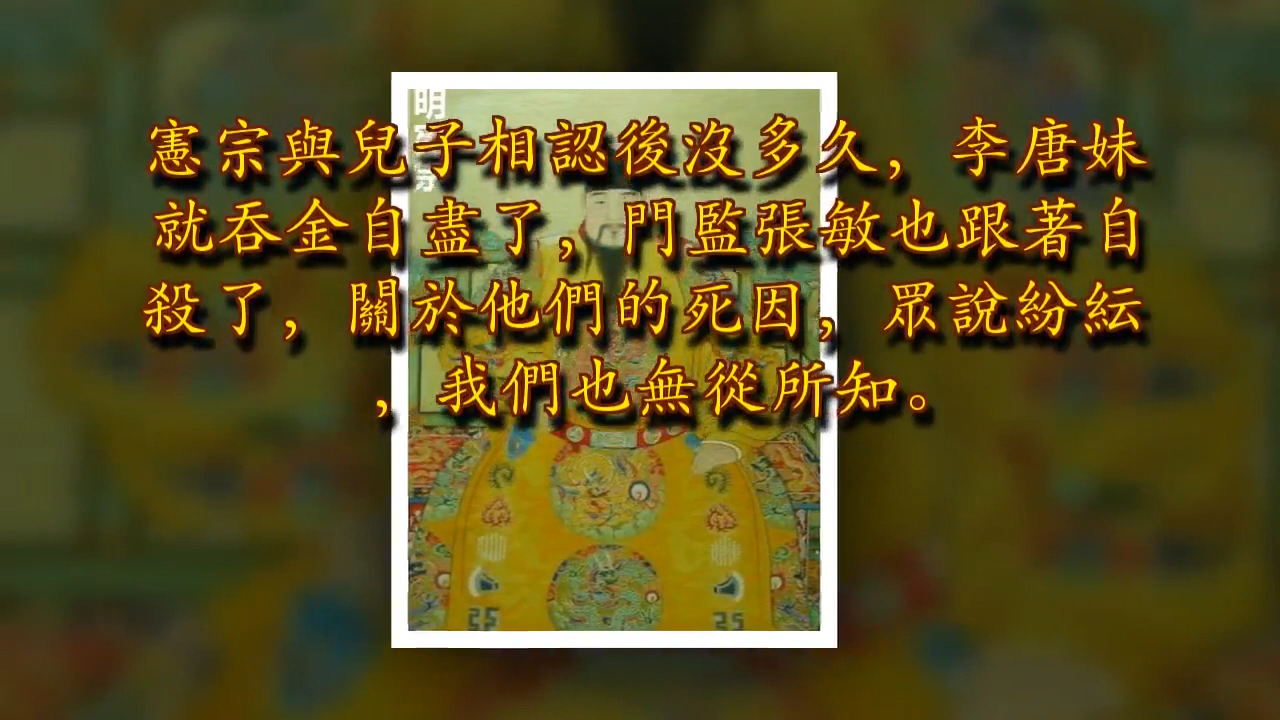 憲宗與兒子相認後沒多久，李唐妹
就吞金自盡了，門監張敏也跟著自
殺了，關於他們的死因，眾說紛紜
，我們也無從所知。
明